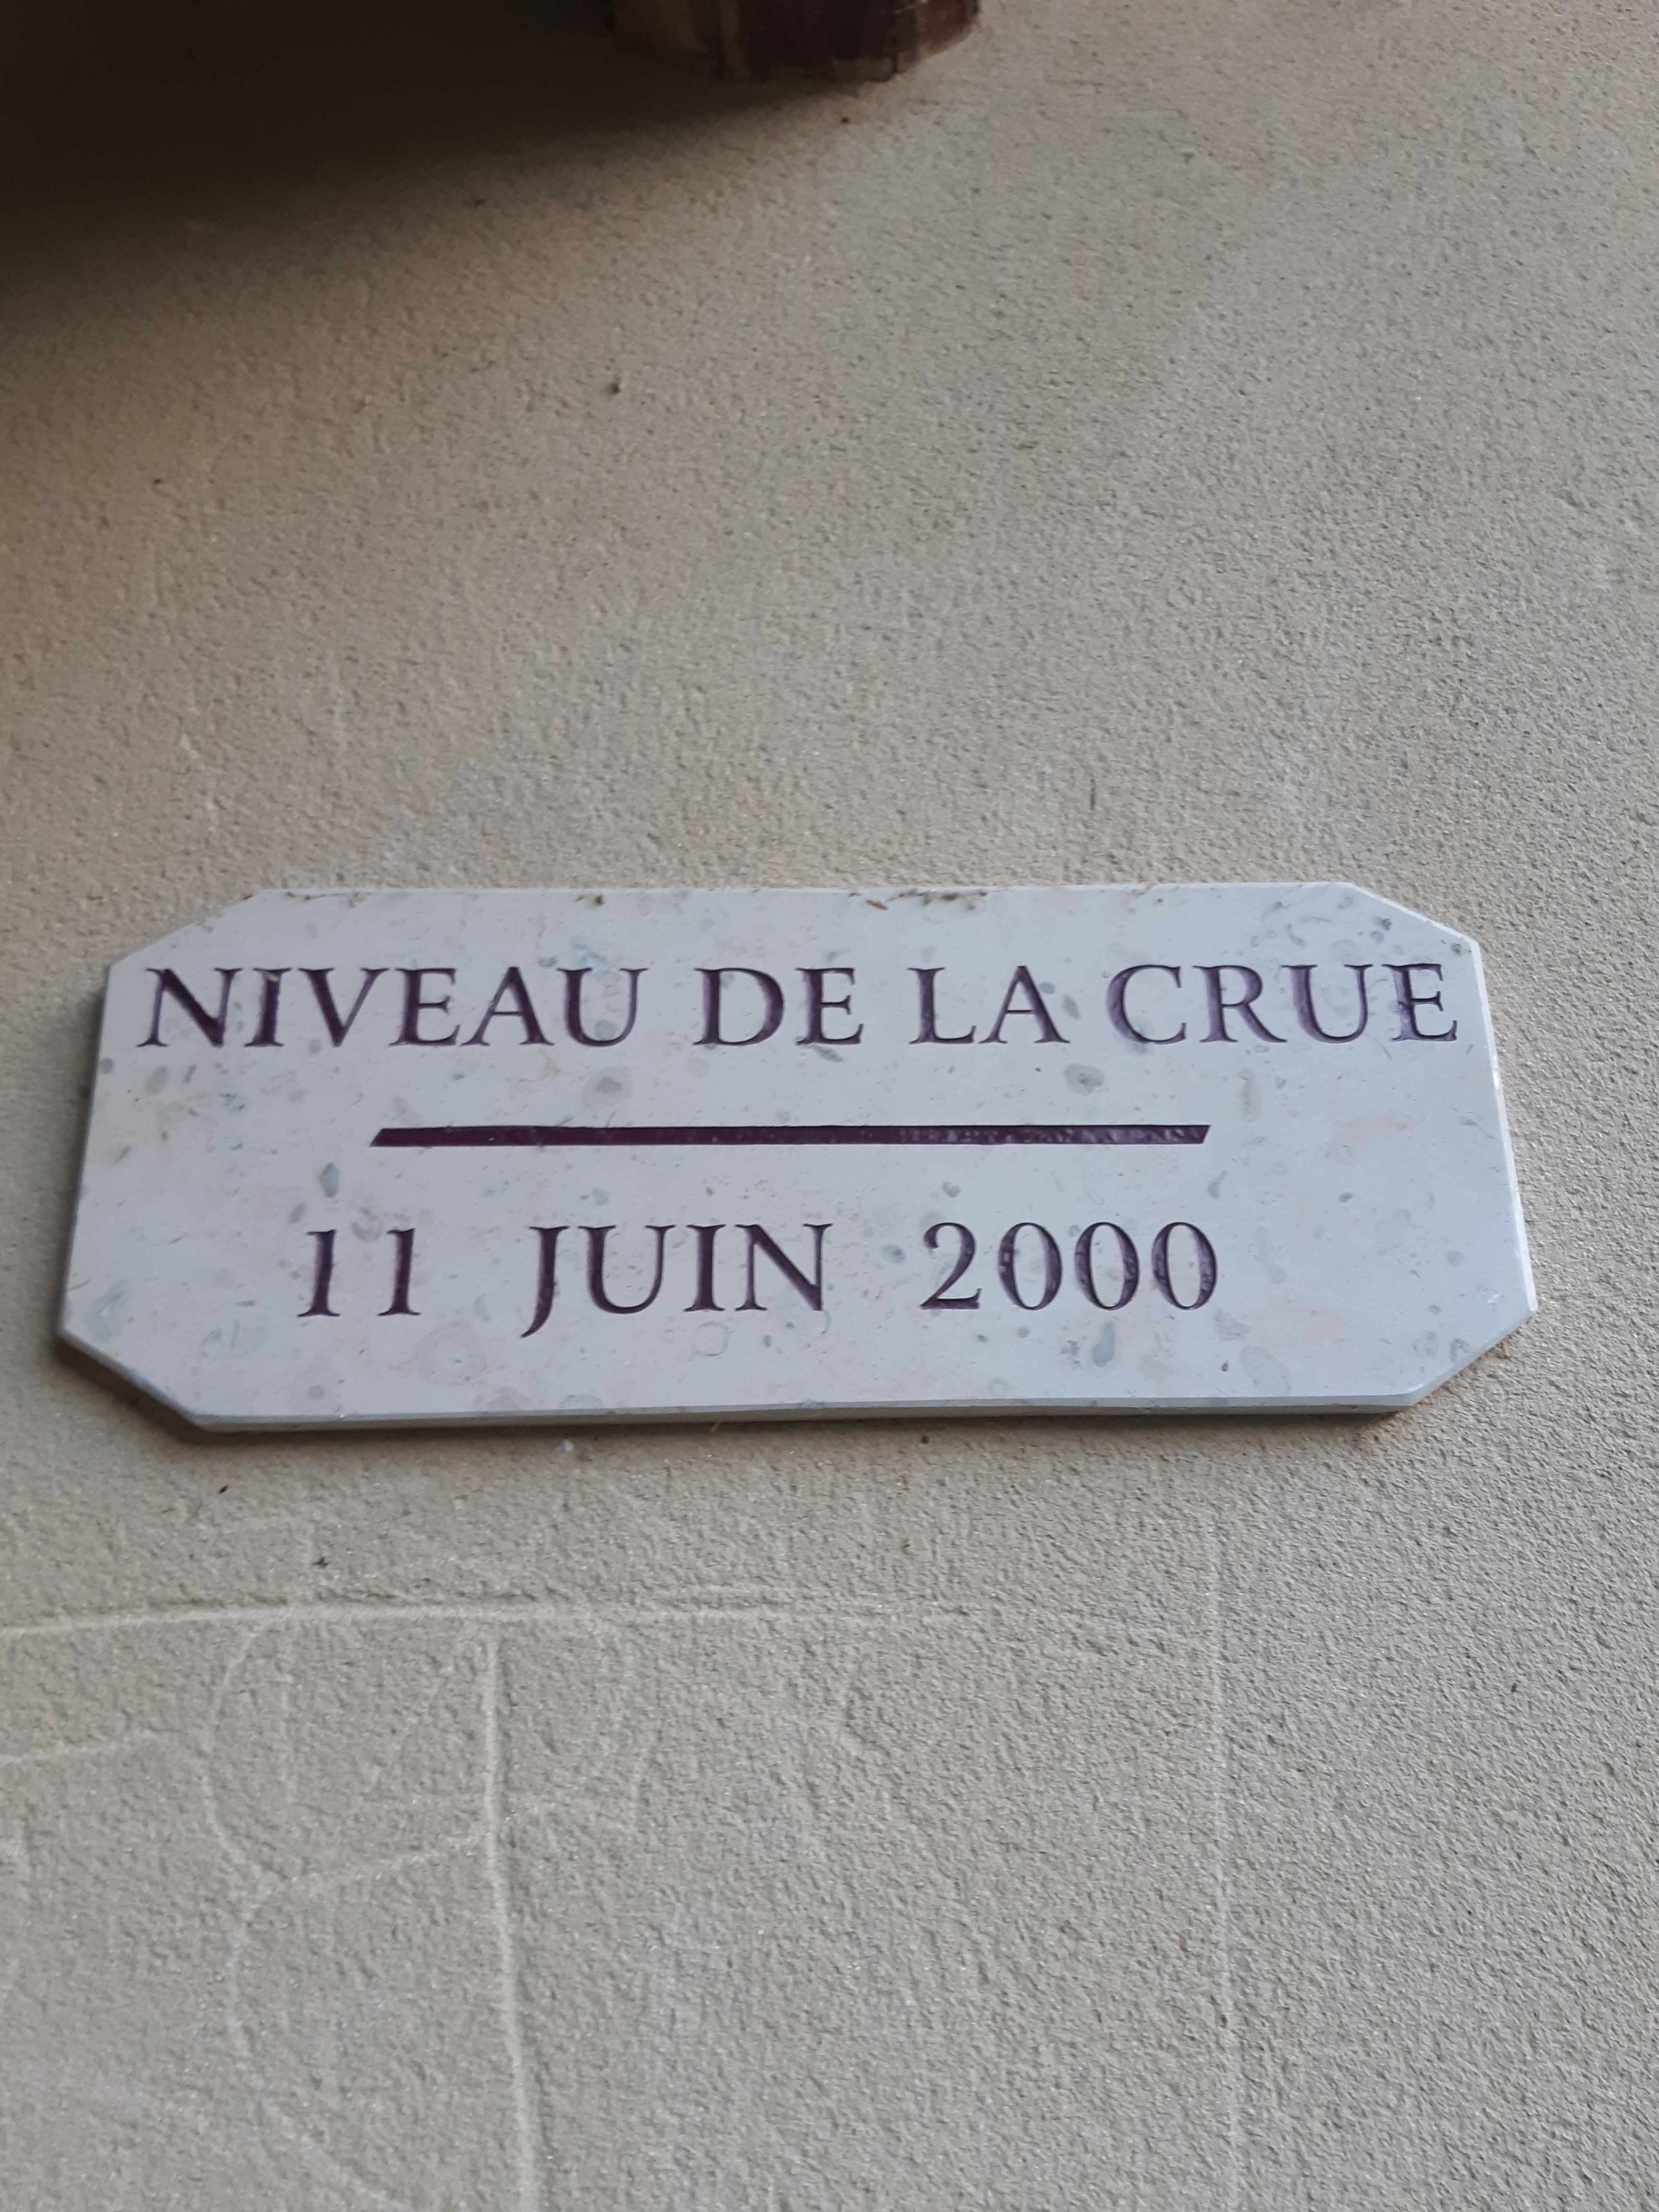 NIVEAU DE LA CRUE
11 JUIN 2000